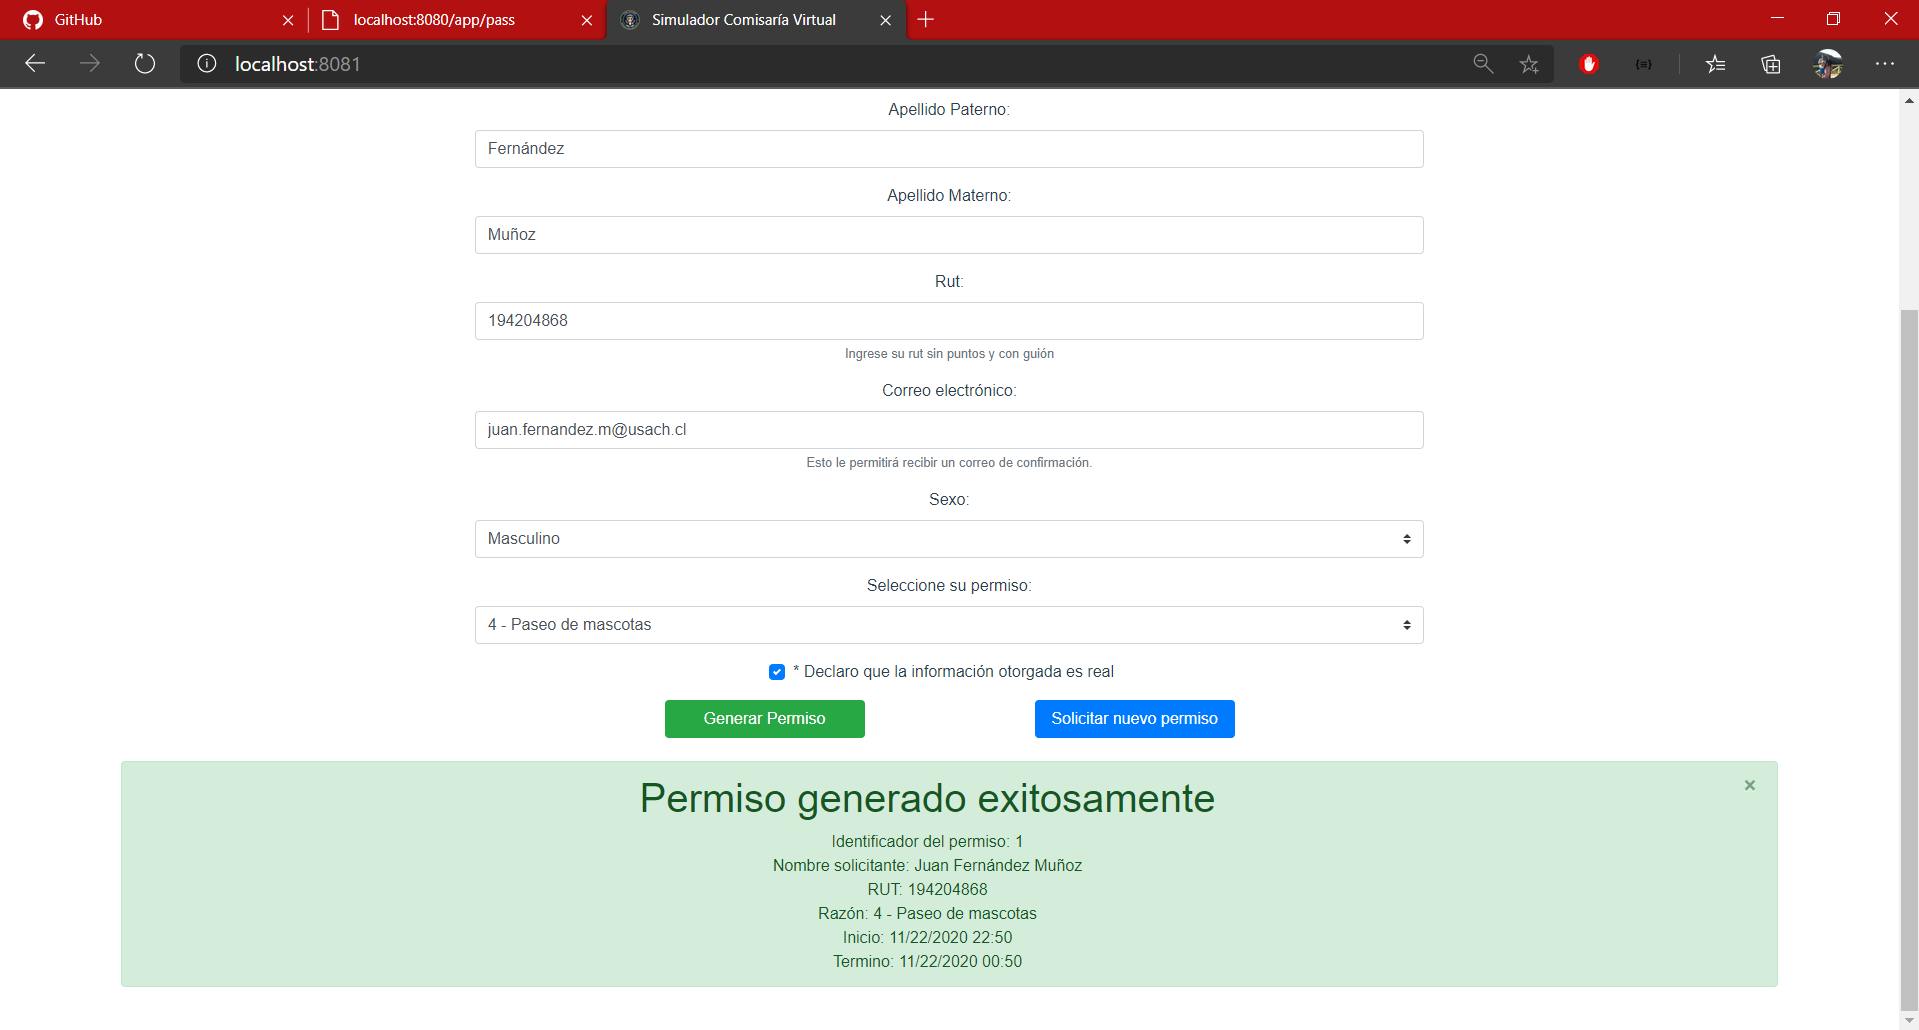 GitHub
localhost:8080/app/pass
Simulador Comisaría Virtual
localhost:8081
Apellido Paterno:
Fernández
Apellido Materno:
Muñoz
Rut:
194204868
Ingrese su rut sin puntos y con guión
Correo electrónico:
juan.fernandez.m@usach.cl
Esto le permitirá recibir un correo de confirmación.
Sexo:
Masculino
Seleccione su permiso:
4 - Paseo de mascotas
* Declaro que la información otorgada es real
Generar Permiso
Solicitar nuevo permiso
Permiso generado exitosamente
×
Identificador del permiso: 1
Nombre solicitante: Juan Fernández Muñoz
RUT: 194204868
Razón: 4 - Paseo de mascotas
Inicio: 11/22/2020 22:50
Termino: 11/22/2020 00:50